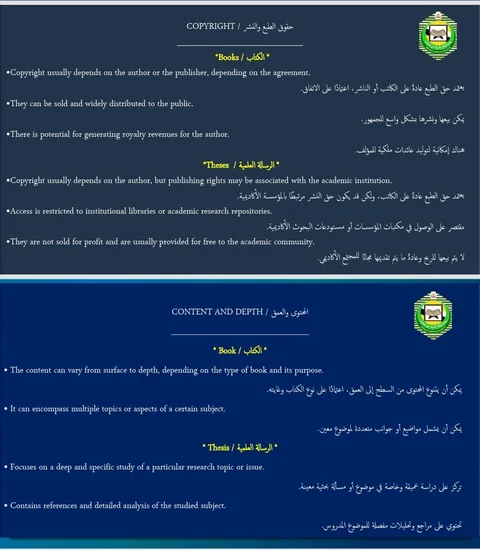 COPYRIGHT / حقوق الطبع والنشر
*Books / الكتاب *
•Copyright usually depends on the author or the publisher, depending on the agreement.
يعتمد حق الطبع عادةً على الكاتب أو الناشر، اعتمادًا على الاتفاق.
•They can be sold and widely distributed to the public.
يمكن بيعها ونشرها بشكل واسع للجمهور.
•There is potential for generating royalty revenues for the author.
هناك إمكانية لتوليد عائدات ملكية للمؤلف.
*Theses / الرسالة العلمية *
•Copyright usually depends on the author, but publishing rights may be associated with the academic institution.
يعتمد حق الطبع عادةً على الكاتب، ولكن قد يكون حق النشر مرتبطًا بالمؤسسة الأكاديمية.
•Access is restricted to institutional libraries or academic research repositories.
مقتصر على الوصول في مكتبات المؤسسات أو مستودعات البحوث الأكاديمية.
•They are not sold for profit and are usually provided for free to the academic community.
لا يتم بيعها للربح وعادةً ما يتم تقديمها مجانًا للمجتمع الأكاديمي.
CONTENT AND DEPTH / المحتوى والعمق
* Book / الكتاب *
• The content can vary from surface to depth, depending on the type of book and its purpose.
يمكن أن يتنوع المحتوى من السطح إلى العمق، اعتمادًا على نوع الكتاب وغايته.
• It can encompass multiple topics or aspects of a certain subject.
يمكن أن يشمل مواضيع أو جوانب متعددة لموضوع معين.
* Thesis / الرسالة العلمية *
• Focuses on a deep and specific study of a particular research topic or issue.
تركز على دراسة عميقة وخاصة في موضوع أو مسألة بحثية معينة.
• Contains references and detailed analysis of the studied subject.
تحتوي على مراجع وتحليلات مفصلة للموضوع المدروس.